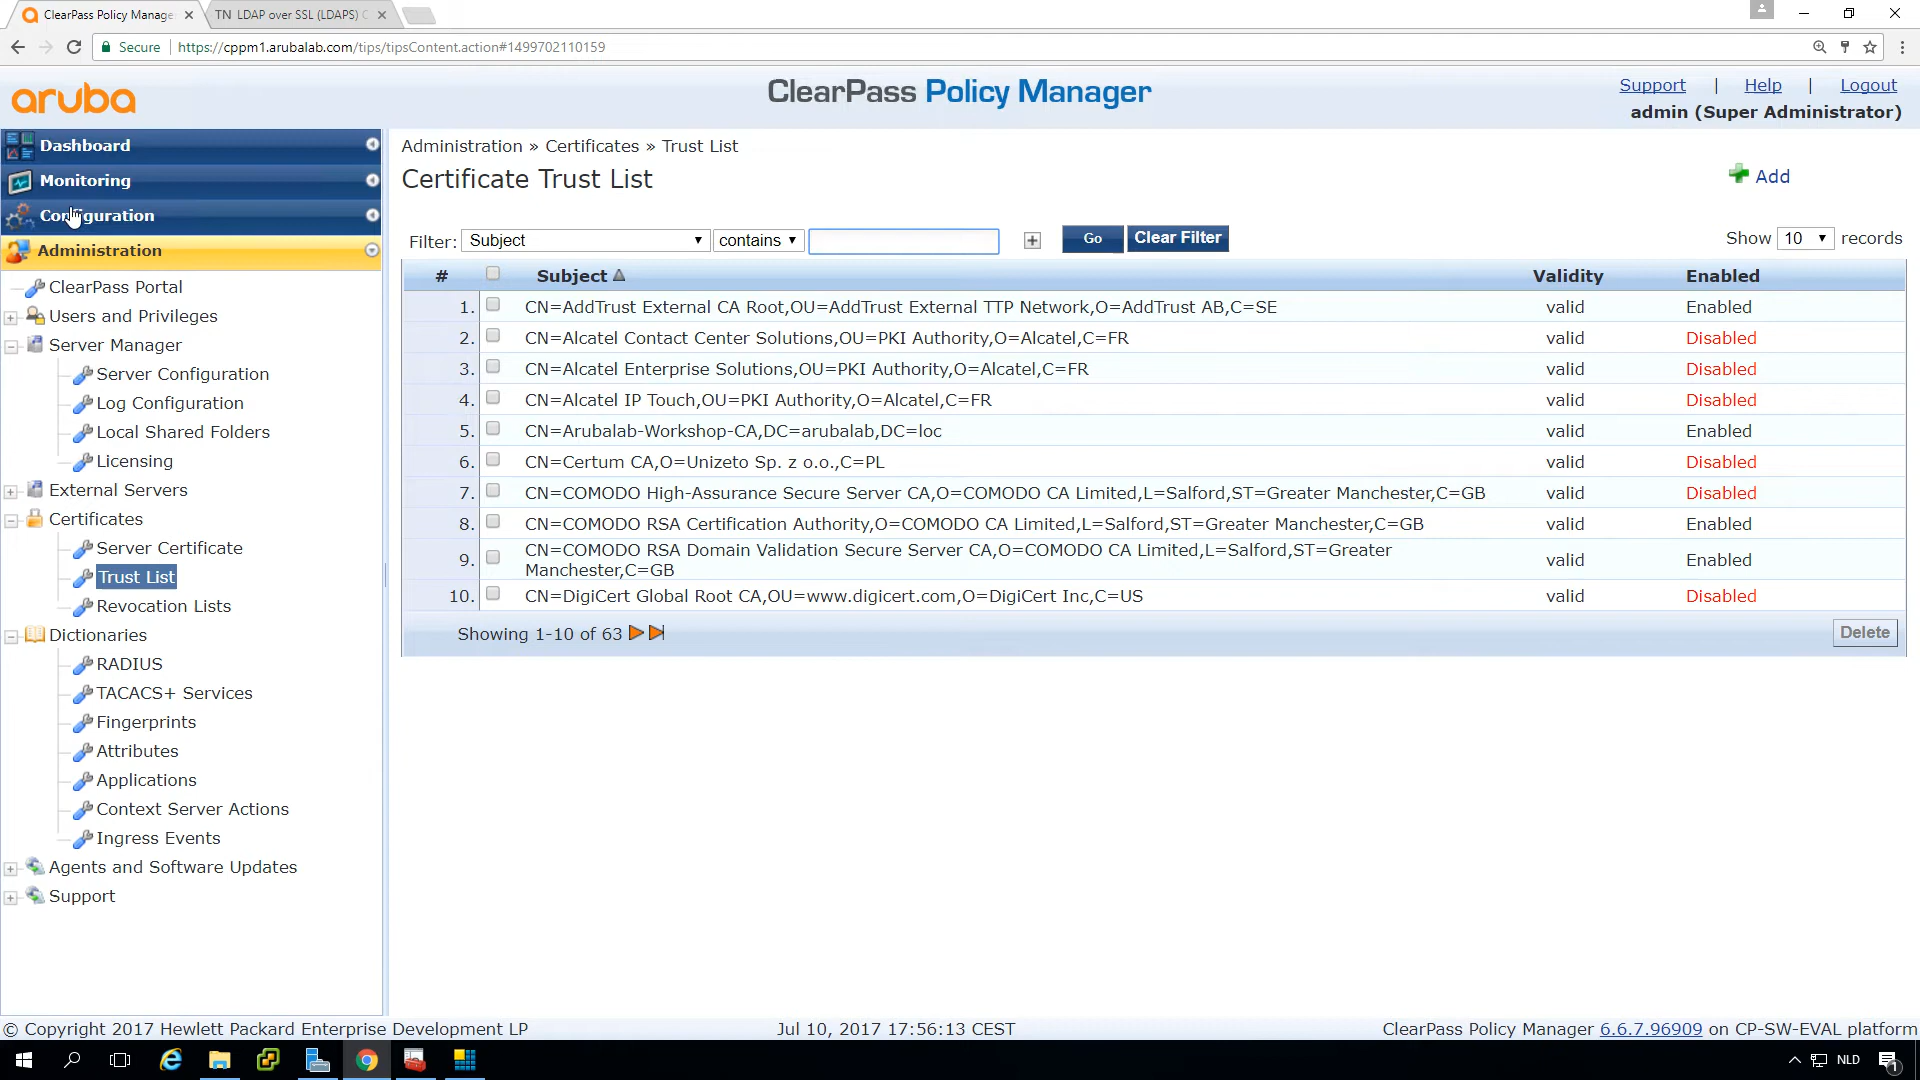 ClearPass Policy Manage
TN LDAP over SSL (LDAPS) C
Secure
https://cppm1.arubalab.com/tips/tipsContent.action#1499702110159
aruba
ClearPass Policy Manager
Support | Help | Logout
admin (Super Administrator)
Dashboard
Monitoring
Configuration
Administration
ClearPass Portal
Users and Privileges
Server Manager
Server Configuration
Log Configuration
Local Shared Folders
Licensing
External Servers
Certificates
Server Certificate
Trust List
Revocation Lists
Dictionaries
RADIUS
TACACS+ Services
Fingerprints
Attributes
Applications
Context Server Actions
Ingress Events
Agents and Software Updates
Support
Administration » Certificates » Trust List
Certificate Trust List
Add
Filter: Subject contains Go Clear Filter Show 10 records
# Subject Validity Enabled
1. CN=AddTrust External CA Root,OU=AddTrust External TTP Network,O=AddTrust AB,C=SE valid Enabled
2. CN=Alcatel Contact Center Solutions,OU=PKI Authority,O=Alcatel,C=FR valid Disabled
3. CN=Alcatel Enterprise Solutions,OU=PKI Authority,O=Alcatel,C=FR valid Disabled
4. CN=Alcatel IP Touch,OU=PKI Authority,O=Alcatel,C=FR valid Disabled
5. CN=Arubalab-Workshop-CA,DC=arubalab,DC=loc valid Enabled
6. CN=Certum CA,O=Unizeto Sp. z o.o.,C=PL valid Disabled
7. CN=COMODO High-Assurance Secure Server CA,O=COMODO CA Limited,L=Salford,ST=Greater Manchester,C=GB valid Disabled
8. CN=COMODO RSA Certification Authority,O=COMODO CA Limited,L=Salford,ST=Greater Manchester,C=GB valid Enabled
9. CN=COMODO RSA Domain Validation Secure Server CA,O=COMODO CA Limited,L=Salford,ST=Greater
Manchester,C=GB valid Enabled
10. CN=DigiCert Global Root CA,OU=www.digicert.com,O=DigiCert Inc,C=US valid Disabled
Showing 1-10 of 63
Delete
© Copyright 2017 Hewlett Packard Enterprise Development LP
Jul 10, 2017 17:56:13 CEST
ClearPass Policy Manager 6.6.7.96909 on CP-SW-EVAL platform
NLD
1